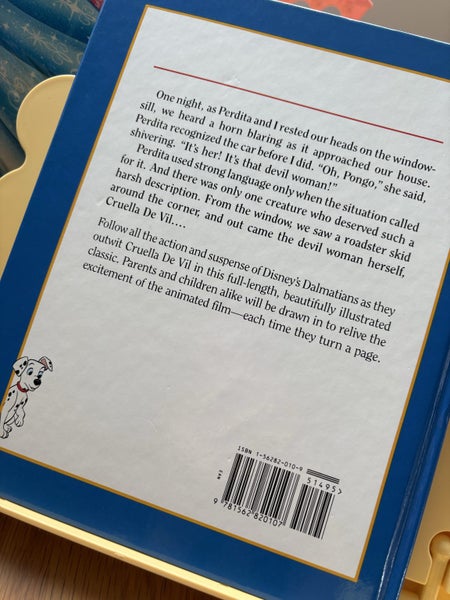 One night, as Perdita and I rested our heads on the window-
sill, we heard a horn blaring as it approached our house.
Perdita recognized the car before I did. "Oh, Pongo," she said,
shivering. "It's her! It's that devil woman!"
Perdita used strong language only when the situation called
for it. And there was only one creature who deserved such a
harsh description. From the window, we saw a roadster skid
around the corner, and out came the devil woman herself,
Cruella De Vil....
Follow all the action and suspense of Disney's Dalmatians as they
outwit Cruella De Vil in this full-length, beautifully illustrated
classic. Parents and children alike will be drawn in to relive the
excitement of the animated film—each time they turn a page.
ISBN 1-56282-010-9
51495>
EAN
9 781562 820107